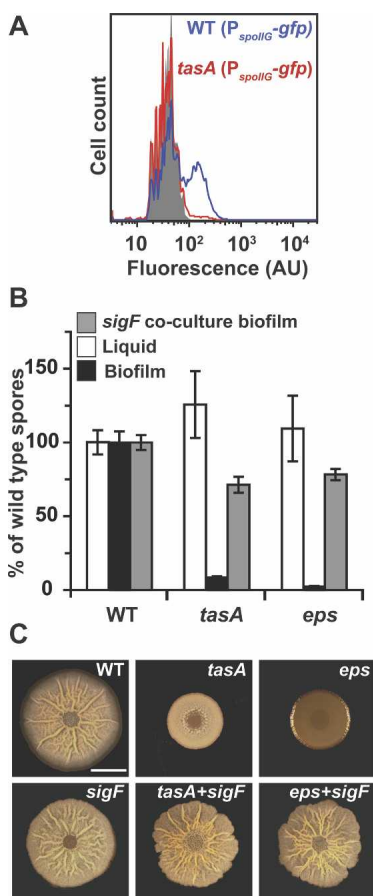 A
WT (PspoIIG-gfp)
tasA (PspoIIG-gfp)
Cell count
10 10² 10³ 10⁴
Fluorescence (AU)
B
sigF co-culture biofilm
Liquid
Biofilm
% of wild type spores
150
100
50
0
WT tasA eps
C
WT tasA eps
sigF tasA+sigF eps+sigF